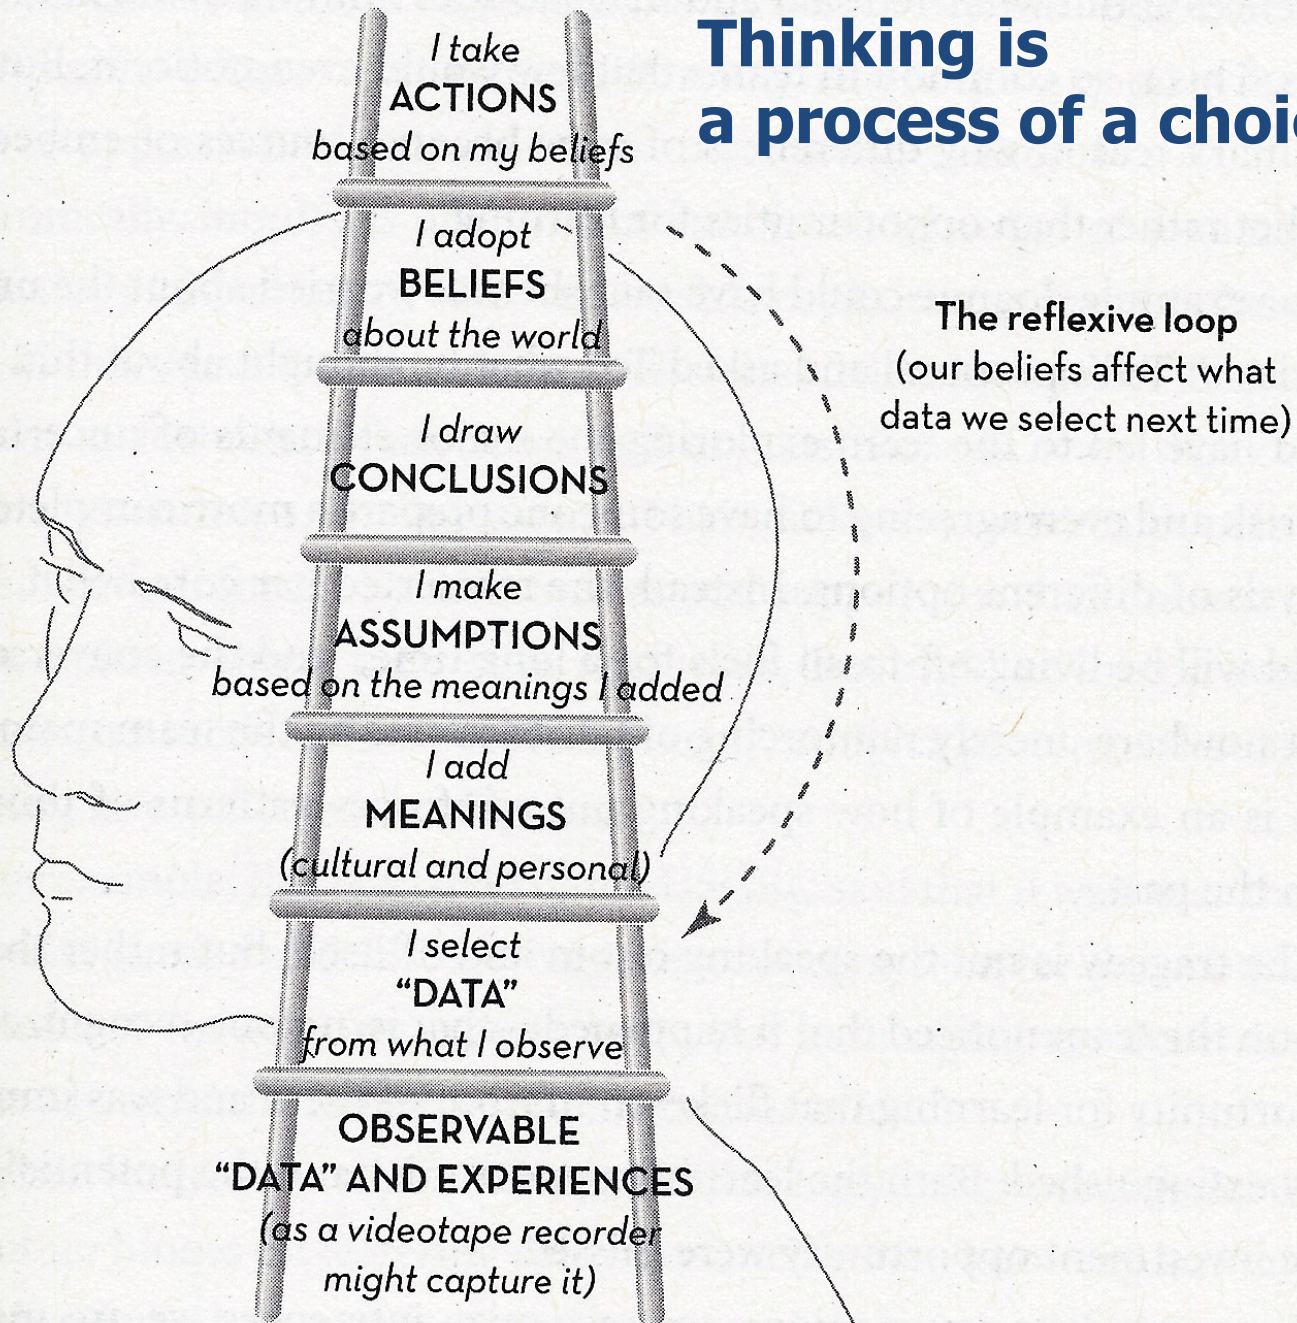 Thinking is
a process of a choi
I take
ACTIONS
based on my beliefs
I adopt
BELIEFS
about the world
The reflexive loop
(our beliefs affect what
data we select next time)
I draw
CONCLUSIONS
I make
ASSUMPTIONS
based on the meanings I added
I add
MEANINGS
(cultural and personal)
I select
“DATA”
from what I observe
OBSERVABLE
“DATA” AND EXPERIENCES
(as a videotape recorder
might capture it)